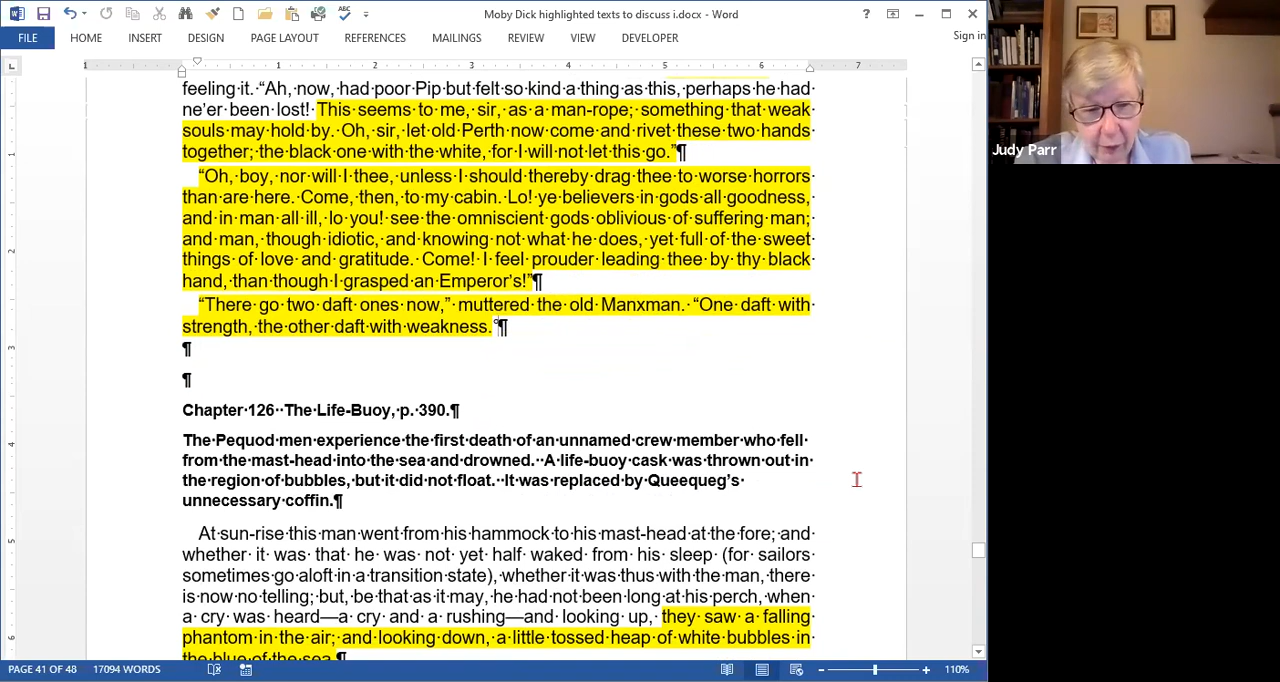 Moby Dick highlighted texts to discuss i.docx - Word
FILE HOME INSERT DESIGN PAGE LAYOUT REFERENCES MAILINGS REVIEW VIEW DEVELOPER Sign in
feeling it. “Ah, now, had poor Pip but felt so kind a thing as this, perhaps he had
ne’er been lost! This seems to me, sir, as a man-rope; something that weak
souls may hold by. Oh, sir, let old Perth now come and rivet these two hands
together; the black one with the white, for I will not let this go.”¶
“Oh, boy, nor will I thee, unless I should thereby drag thee to worse horrors
than are here. Come, then, to my cabin. Lo! ye believers in gods all goodness,
and in man all ill, lo you! see the omniscient gods oblivious of suffering man;
and man, though idiotic, and knowing not what he does, yet full of the sweet
things of love and gratitude. Come! I feel prouder leading thee by thy black
hand, than though I grasped an Emperor’s!”¶
“There go two daft ones now,” muttered the old Manxman. “One daft with
strength, the other daft with weakness.¶
¶
¶
Chapter 126  The Life-Buoy, p. 390.¶
The Pequod men experience the first death of an unnamed crew member who fell
from the mast-head into the sea and drowned.  A life-buoy cask was thrown out in
the region of bubbles, but it did not float.  It was replaced by Queequeg’s
unnecessary coffin.¶
At sun-rise this man went from his hammock to his mast-head at the fore; and
whether it was that he was not yet half waked from his sleep (for sailors
sometimes go aloft in a transition state), whether it was thus with the man, there
is now no telling; but, be that as it may, he had not been long at his perch, when
a cry was heard—a cry and a rushing—and looking up, they saw a falling
phantom in the air; and looking down, a little tossed heap of white bubbles in
the blue of the sea.¶
PAGE 41 OF 48 17094 WORDS 110%
Judy Parr